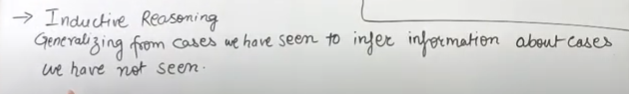 → Inductive Reasoning
Generalizing from cases we have seen to infer information about cases
we have not seen.